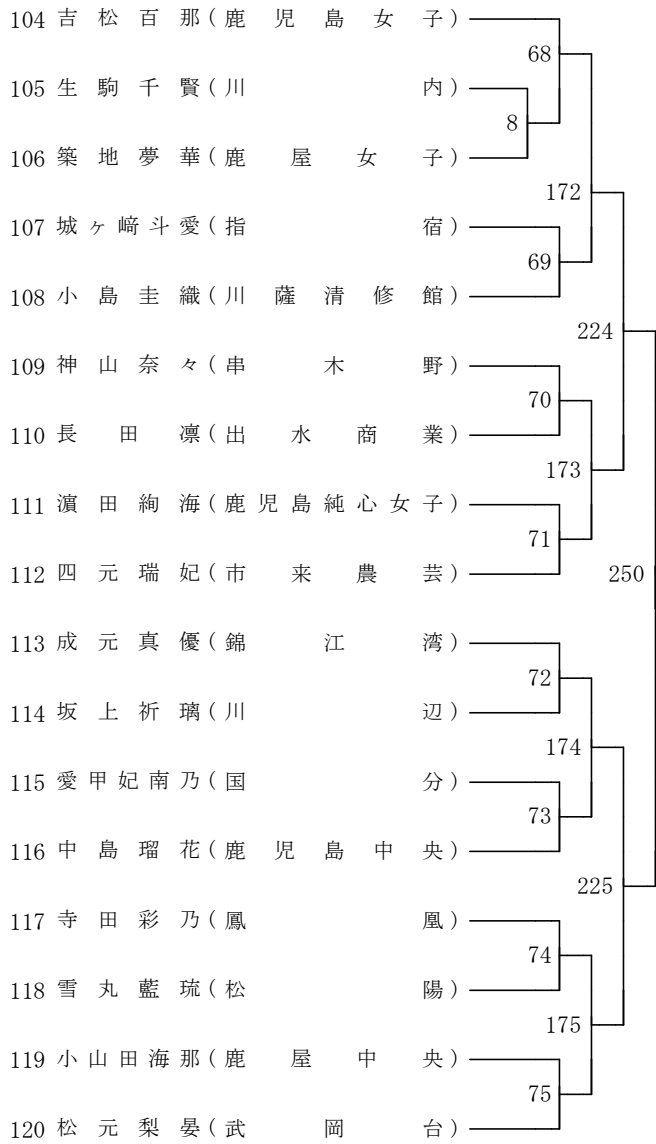 104 吉松百那(鹿児島女子)
68
105 生駒千賢(川内)
8
106 築地夢華(鹿屋女子)
172
107 城ヶ﨑斗愛(指宿)
69
108 小島圭織(川薩清修館)
224
109 神山奈々(串木野)
70
110 長田凛(出水商業)
173
111 濵田絢海(鹿児島純心女子)
71
112 四元瑞妃(市来農芸)
250
113 成元真優(錦江湾)
72
114 坂上祈璃(川辺)
174
115 愛甲妃南乃(国分)
73
116 中島瑠花(鹿児島中央)
225
117 寺田彩乃(鳳凰)
74
118 雪丸藍琉(松陽)
175
119 小山田海那(鹿屋中央)
75
120 松元梨晏(武岡台)